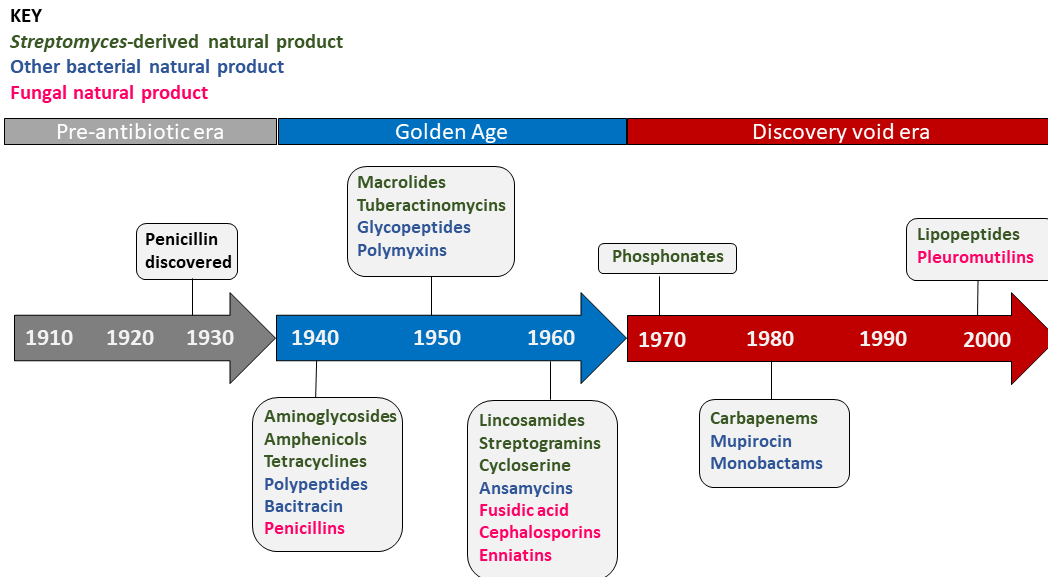 KEY
Streptomyces-derived natural product
Other bacterial natural product
Fungal natural product
Pre-antibiotic era
Golden Age
Discovery void era
Macrolides
Tuberactinomycins
Glycopeptides
Polymyxins
Penicillin
discovered
Phosphonates
Lipopeptides
Pleuromutilins
1910 1920 1930 1940 1950 1960 1970 1980 1990 2000
Aminoglycosides
Amphenicols
Tetracyclines
Polypeptides
Bacitracin
Penicillins
Lincosamides
Streptogramins
Cycloserine
Ansamycins
Fusidic acid
Cephalosporins
Enniatins
Carbapenems
Mupirocin
Monobactams